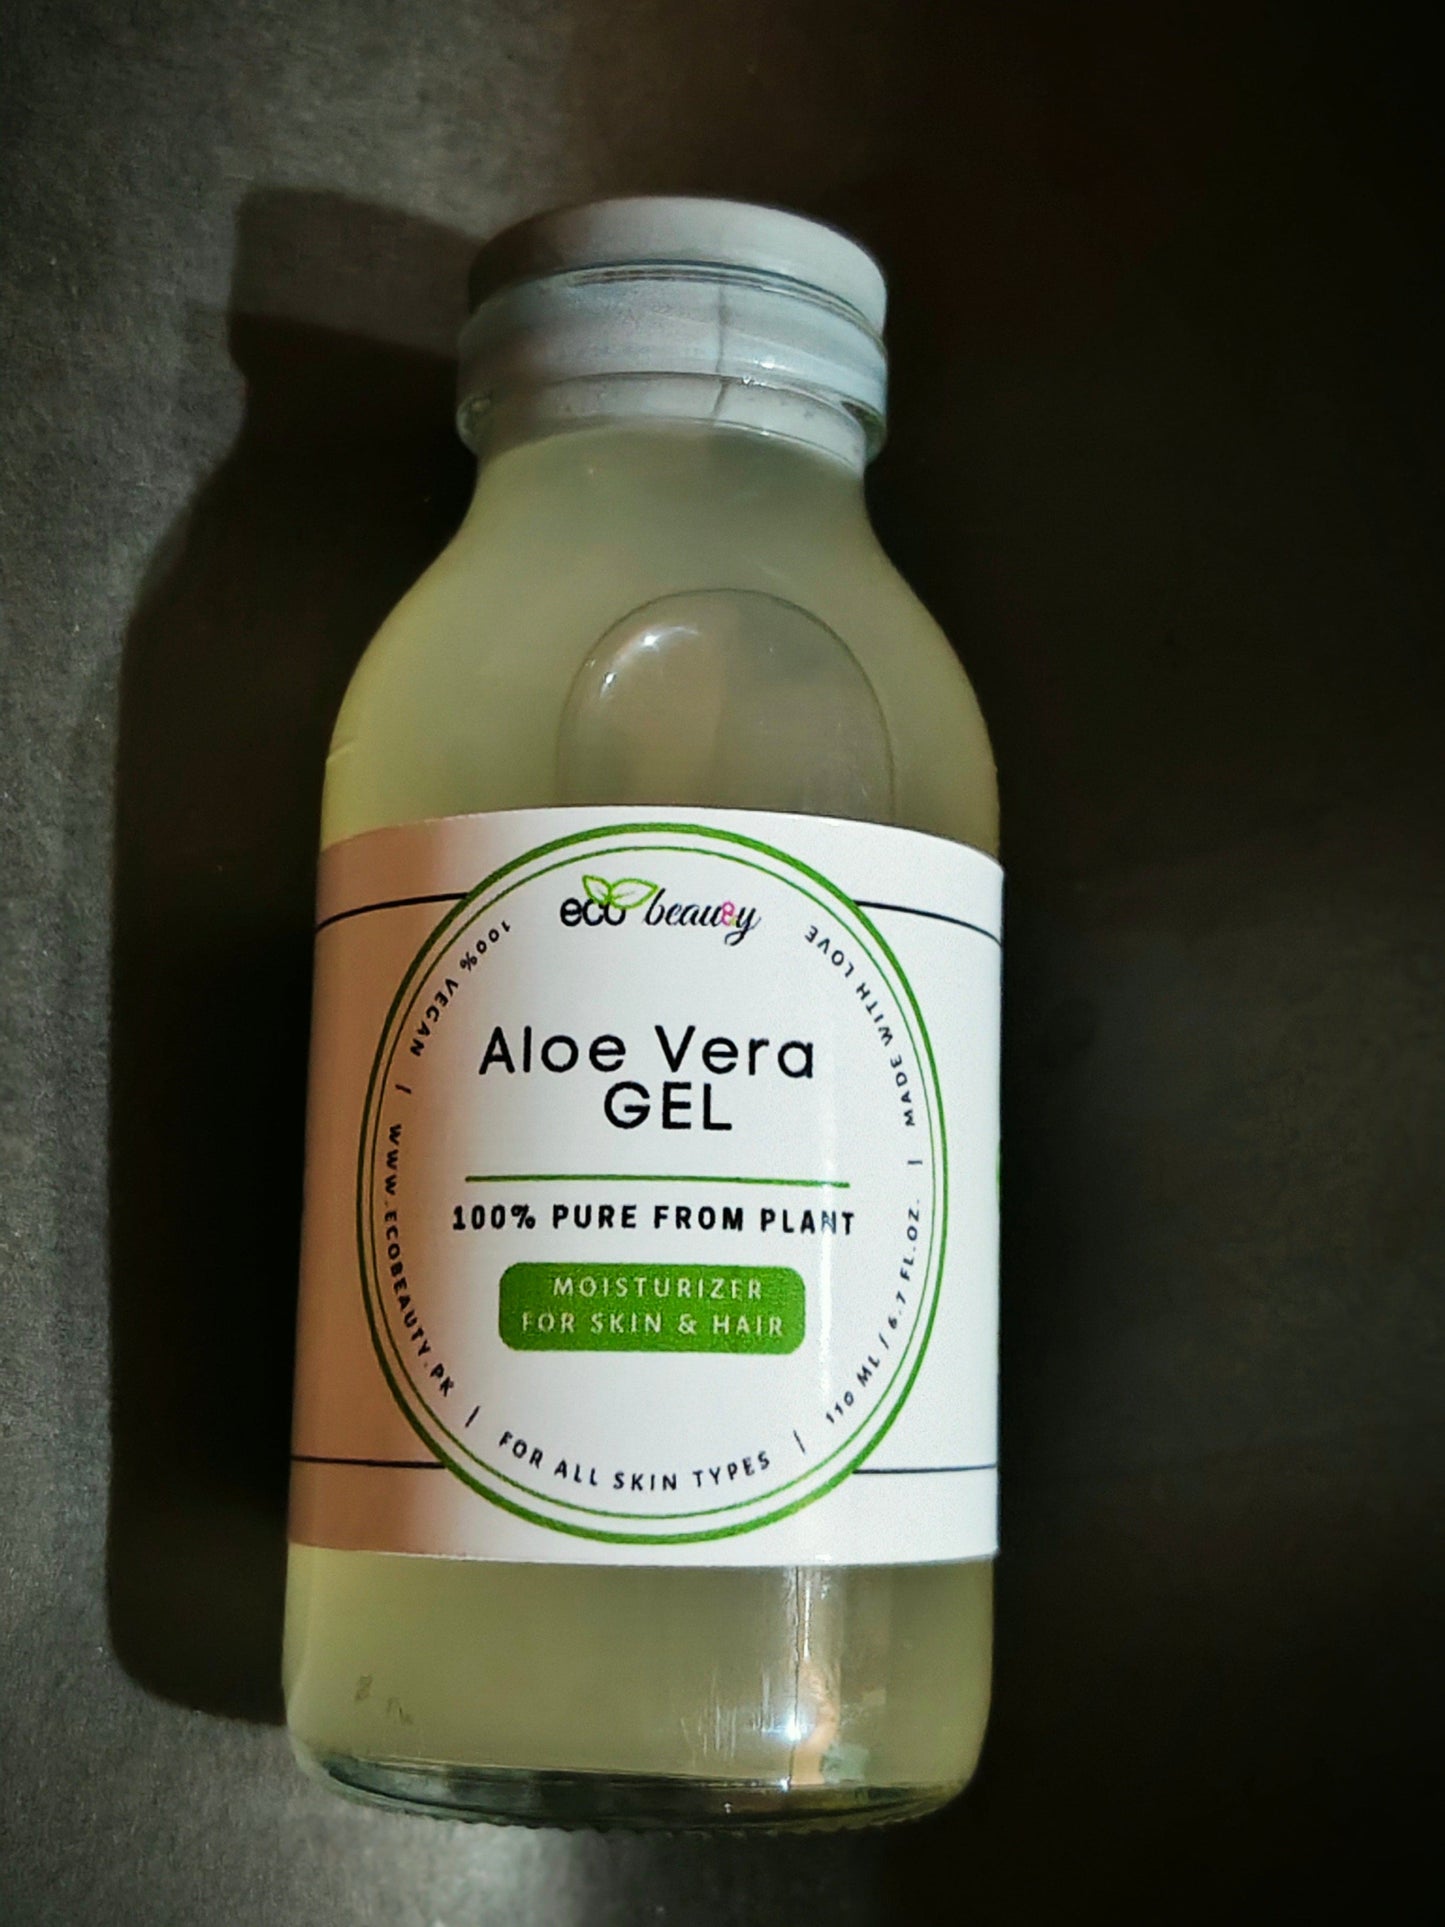 eco beauty
Aloe Vera
GEL
100% PURE FROM PLANT
MOISTURIZER
FOR SKIN & HAIR
100% VEGAN | WWW.ECOBEAUTY.PK | FOR ALL SKIN TYPES | 110 ML / 6.7 FL.OZ. | MADE WITH LOVE